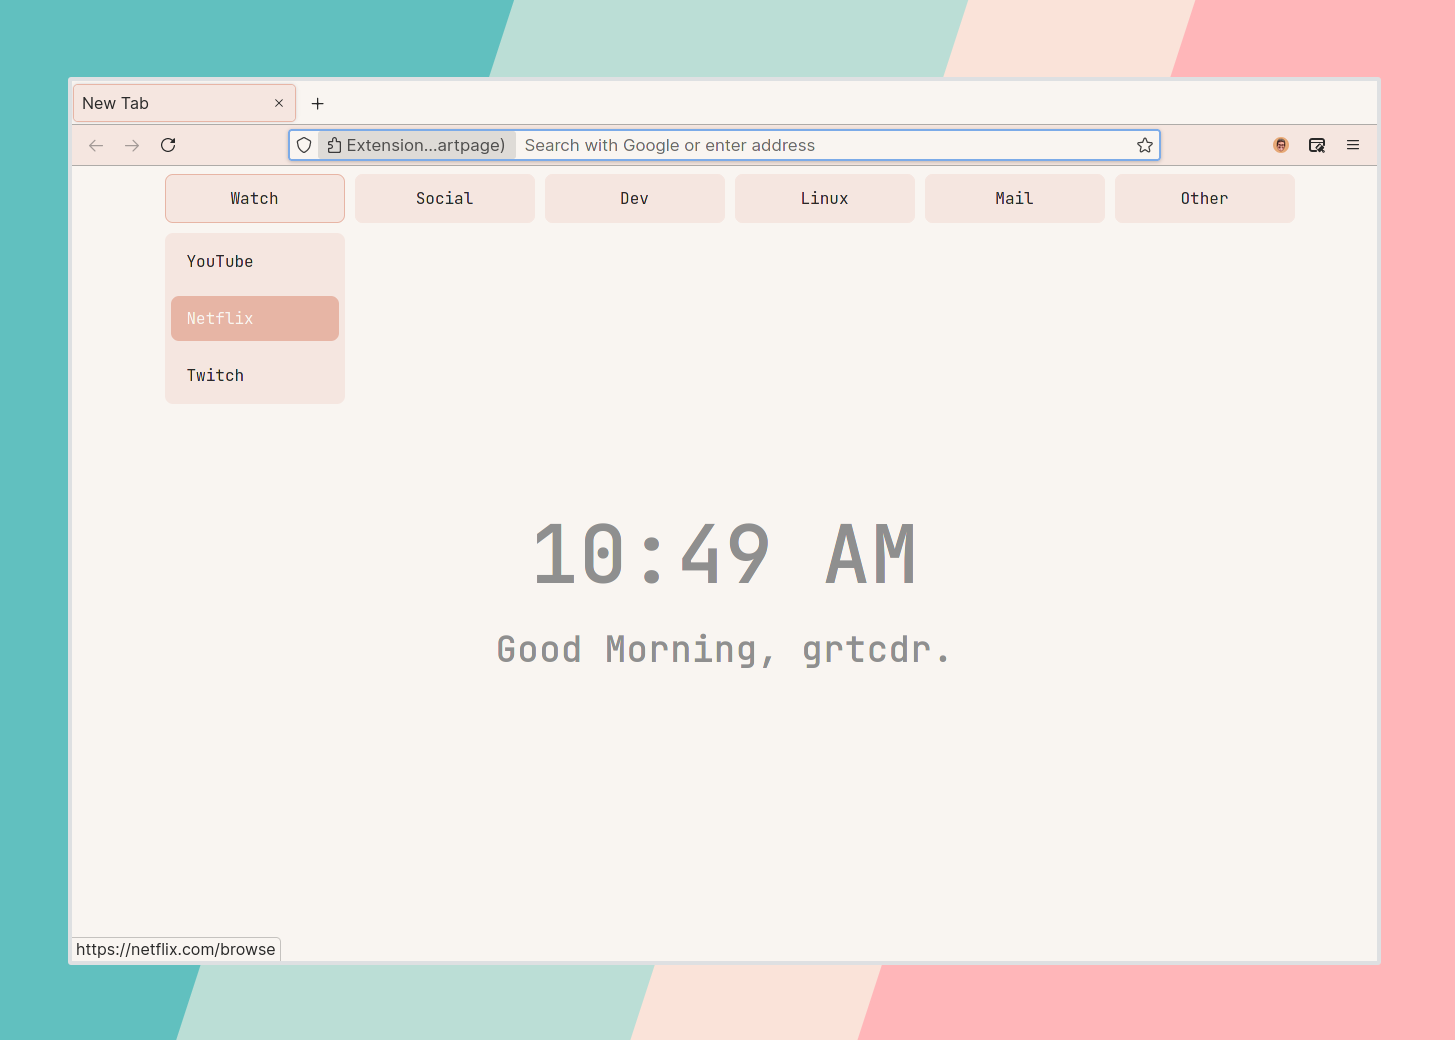 New Tab
Extension...artpage) Search with Google or enter address
Watch Social Dev Linux Mail Other
YouTube
Netflix
Twitch
10:49 AM
Good Morning, grtcdr.
https://netflix.com/browse